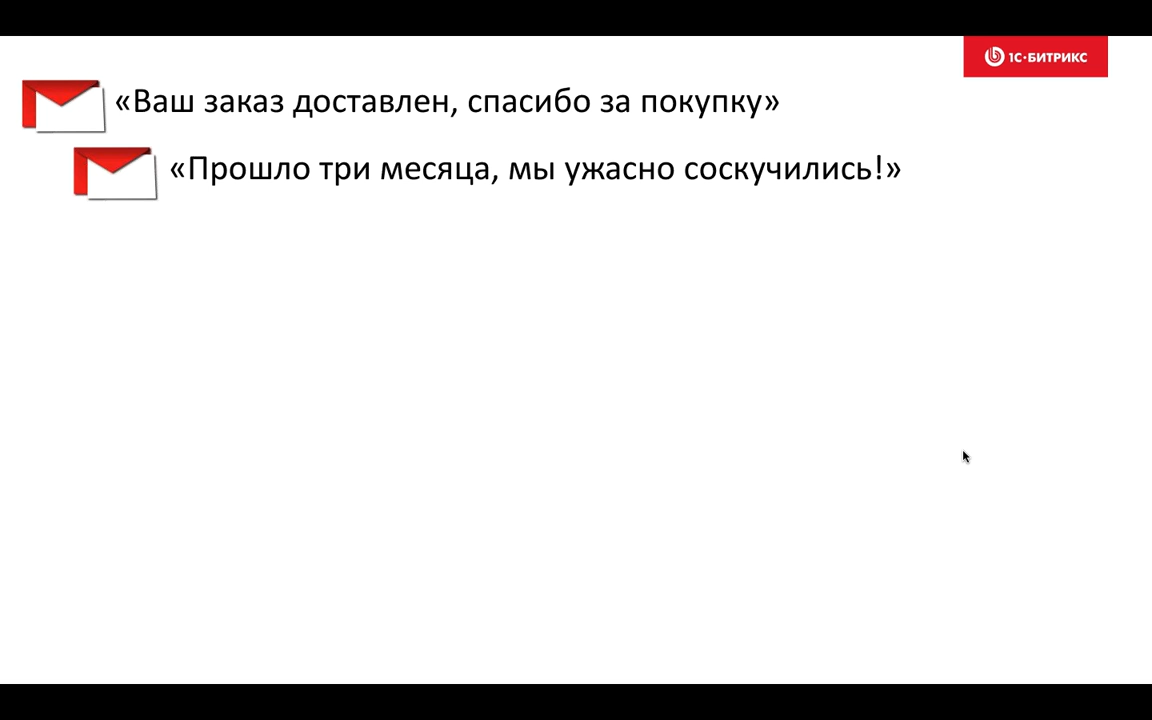 1С·БИТРИКС
«Ваш заказ доставлен, спасибо за покупку»
«Прошло три месяца, мы ужасно соскучились!»